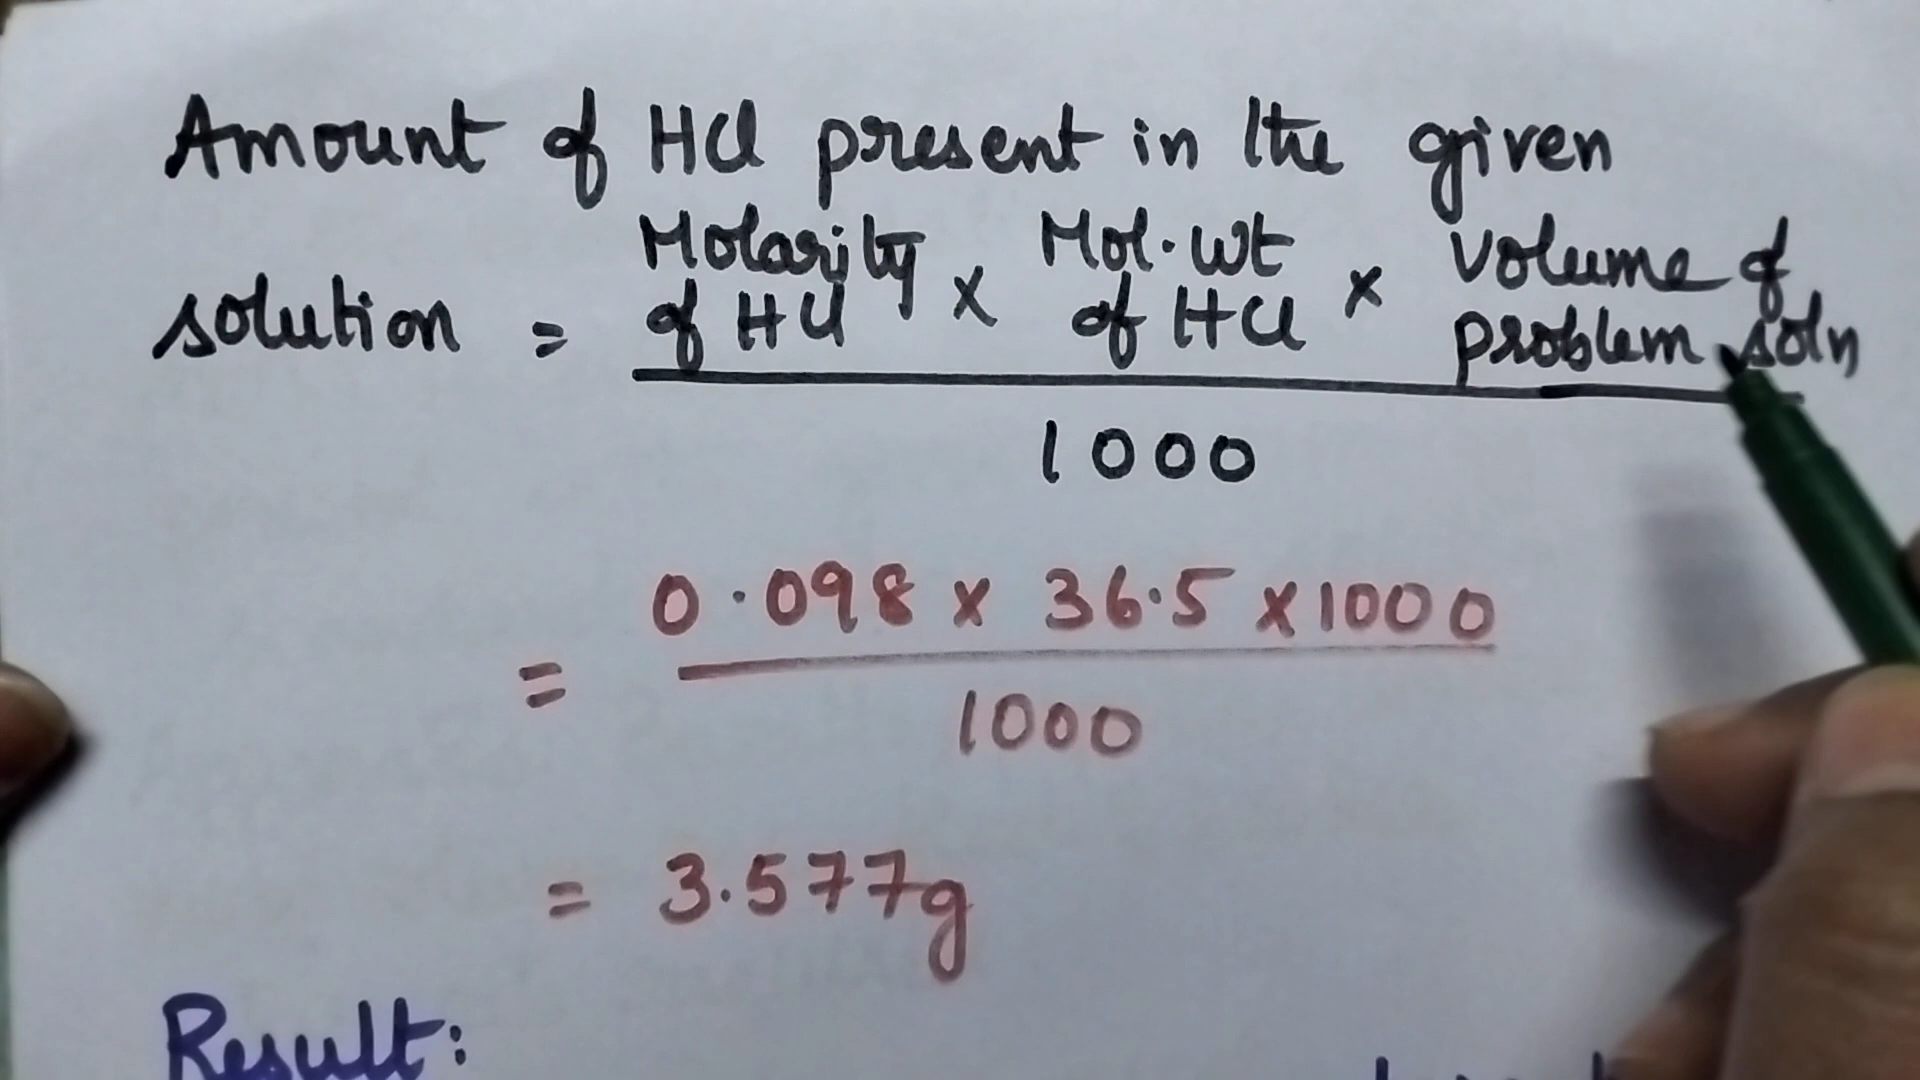 Amount of HCl present in the given
solution = Molarity of HCl x Mol. wt of HCl x Volume of problem soln
1000
= 0.098 x 36.5 x 1000
1000
= 3.577g
Result: